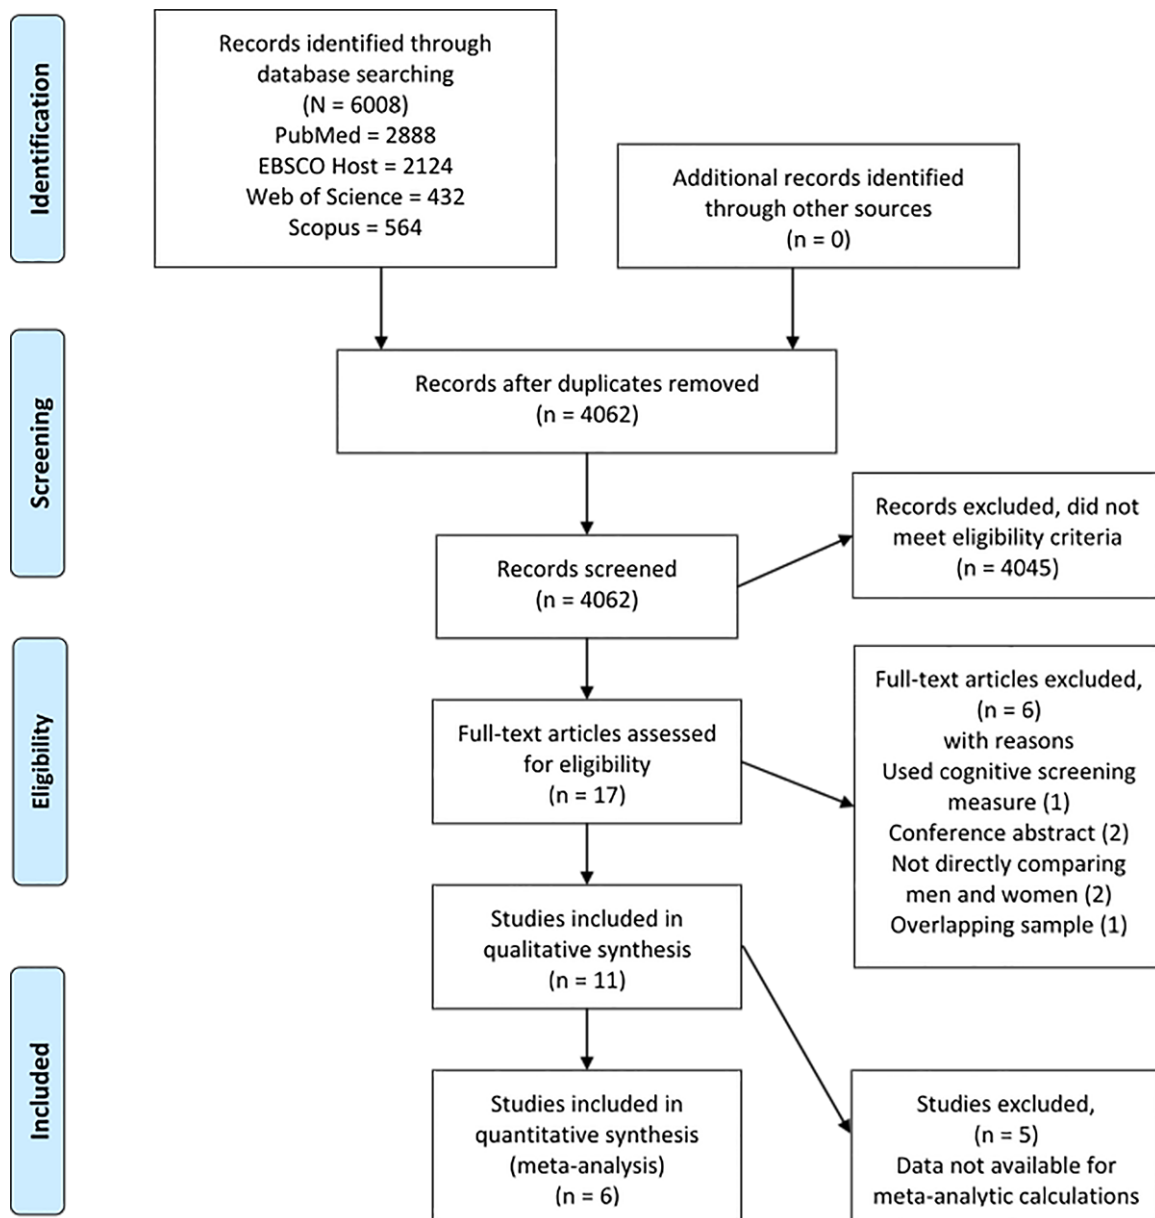 Identification
Records identified through
database searching
(N = 6008)
PubMed = 2888
EBSCO Host = 2124
Web of Science = 432
Scopus = 564
Additional records identified
through other sources
(n = 0)
Screening
Records after duplicates removed
(n = 4062)
Records screened
(n = 4062)
Records excluded, did not
meet eligibility criteria
(n = 4045)
Eligibility
Full-text articles assessed
for eligibility
(n = 17)
Full-text articles excluded,
(n = 6)
with reasons
Used cognitive screening
measure (1)
Conference abstract (2)
Not directly comparing
men and women (2)
Overlapping sample (1)
Studies included in
qualitative synthesis
(n = 11)
Included
Studies included in
quantitative synthesis
(meta-analysis)
(n = 6)
Studies excluded,
(n = 5)
Data not available for
meta-analytic calculations